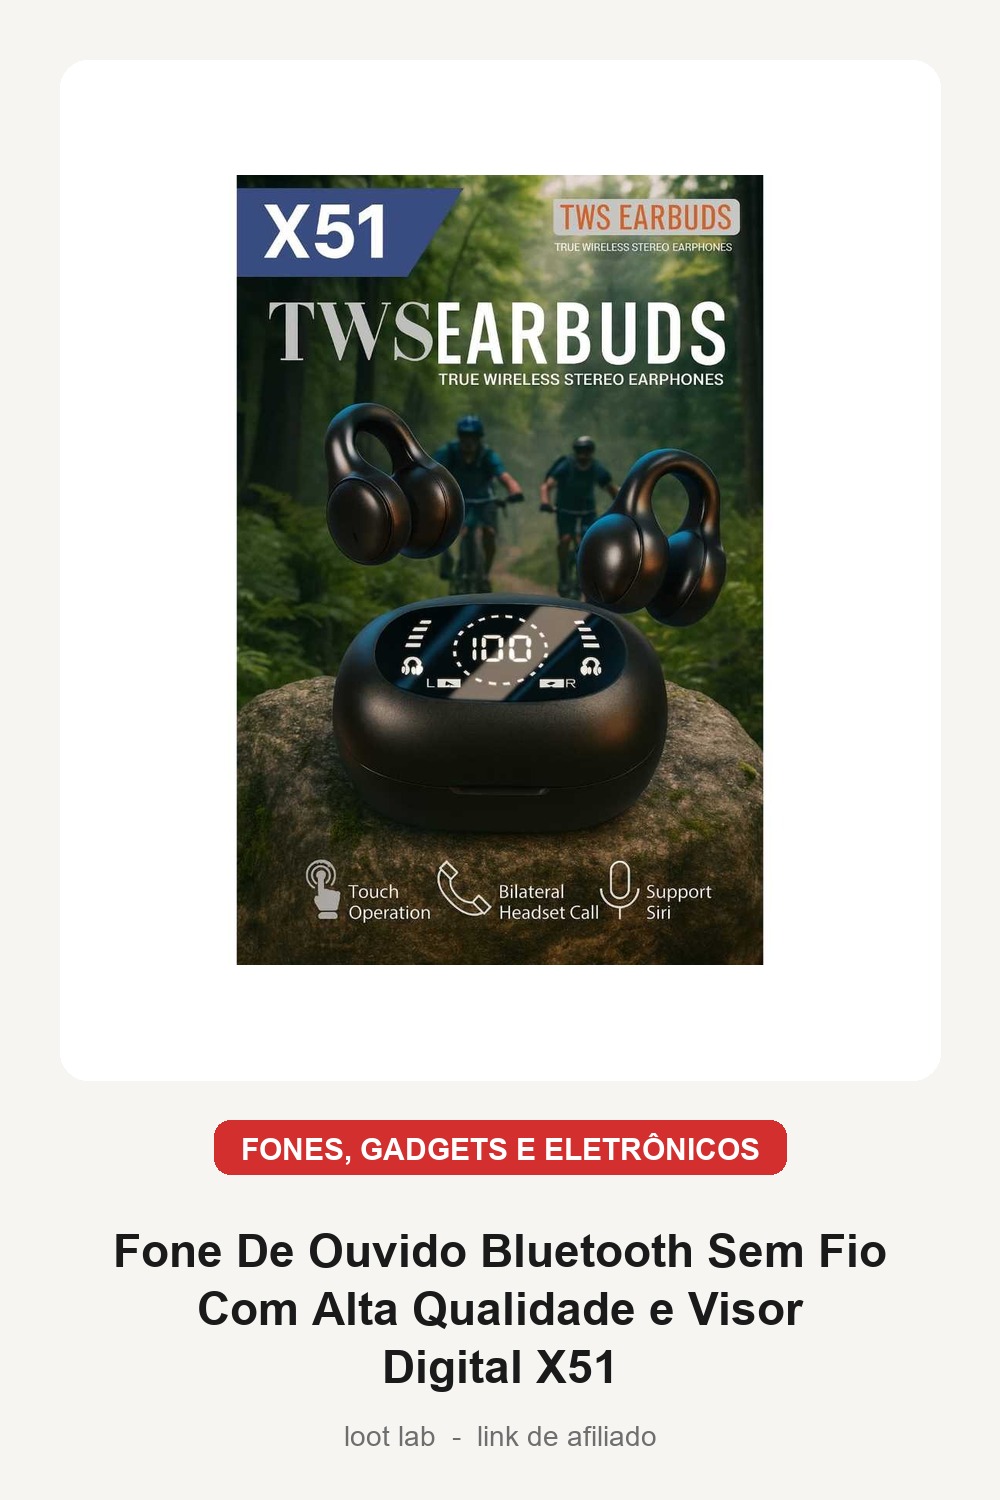 X51
TWS EARBUDS
TRUE WIRELESS STEREO EARPHONES
TWSEARBUDS
TRUE WIRELESS STEREO EARPHONES
100
L R
Touch
Operation
Bilateral
Headset Call
Support
Siri
FONES, GADGETS E ELETRÔNICOS
Fone De Ouvido Bluetooth Sem Fio
Com Alta Qualidade e Visor
Digital X51
loot lab - link de afiliado